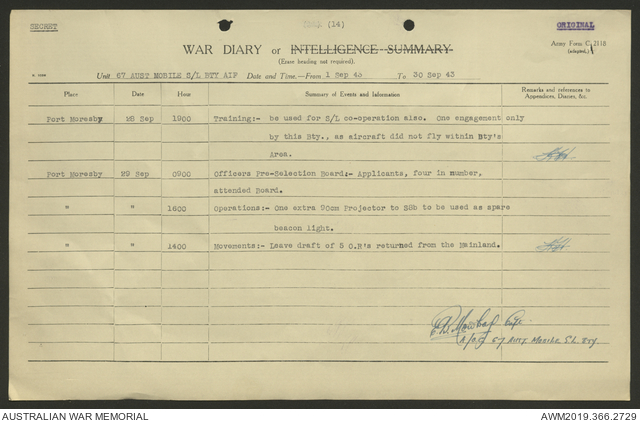 SECRET
(14)
ORIGINAL
Army Form C. 2118
(adapted.)
WAR DIARY or INTELLIGENCE SUMMARY
(Erase heading not required).
Unit 67 AUST MOBILE S/L BTY AIF Date and Time.—From 1 Sep 43 To 30 Sep 43
Place Date Hour Summary of Events and Information Remarks and references to
Appendices, Diaries, &c.
Port Moresby 28 Sep 1900 Training:- be used for S/L co-operation also. One engagement only
by this Bty., as aircraft did not fly within Bty's
Area.
Port Moresby 29 Sep 0900 Officers Pre-Selection Board:- Applicants, four in number,
attended Board.
" " 1600 Operations:- One extra 90cm Projector to S8b to be used as spare
beacon light.
" " 1400 Movements:- Leave draft of 5 O.R's returned from the Mainland.
Capt.
67 Aust Mobile S.L. Bty
AUSTRALIAN WAR MEMORIAL AWM2019.366.2729